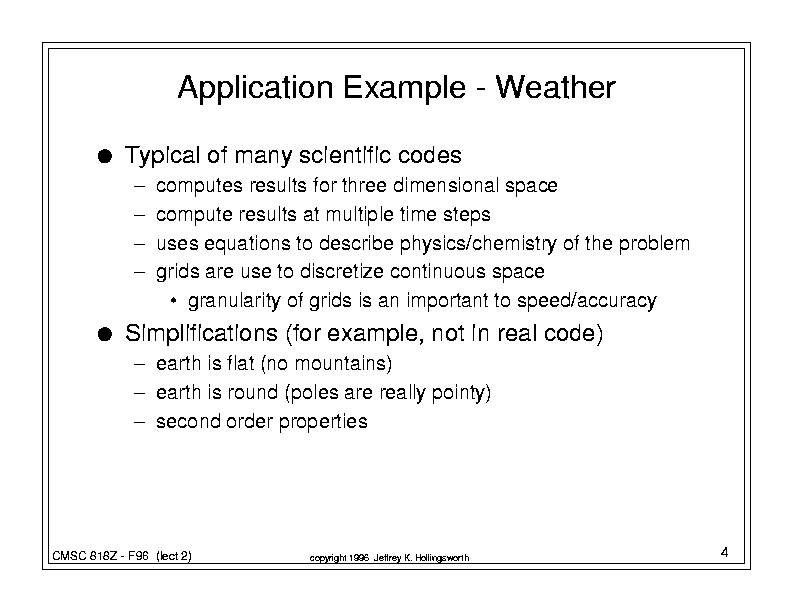 Application Example - Weather
● Typical of many scientific codes
– computes results for three dimensional space
– compute results at multiple time steps
– uses equations to describe physics/chemistry of the problem
– grids are use to discretize continuous space
• granularity of grids is an important to speed/accuracy
● Simplifications (for example, not in real code)
– earth is flat (no mountains)
– earth is round (poles are really pointy)
– second order properties
CMSC 818Z - F96 (lect 2)
copyright 1996 Jeffrey K. Hollingsworth
4